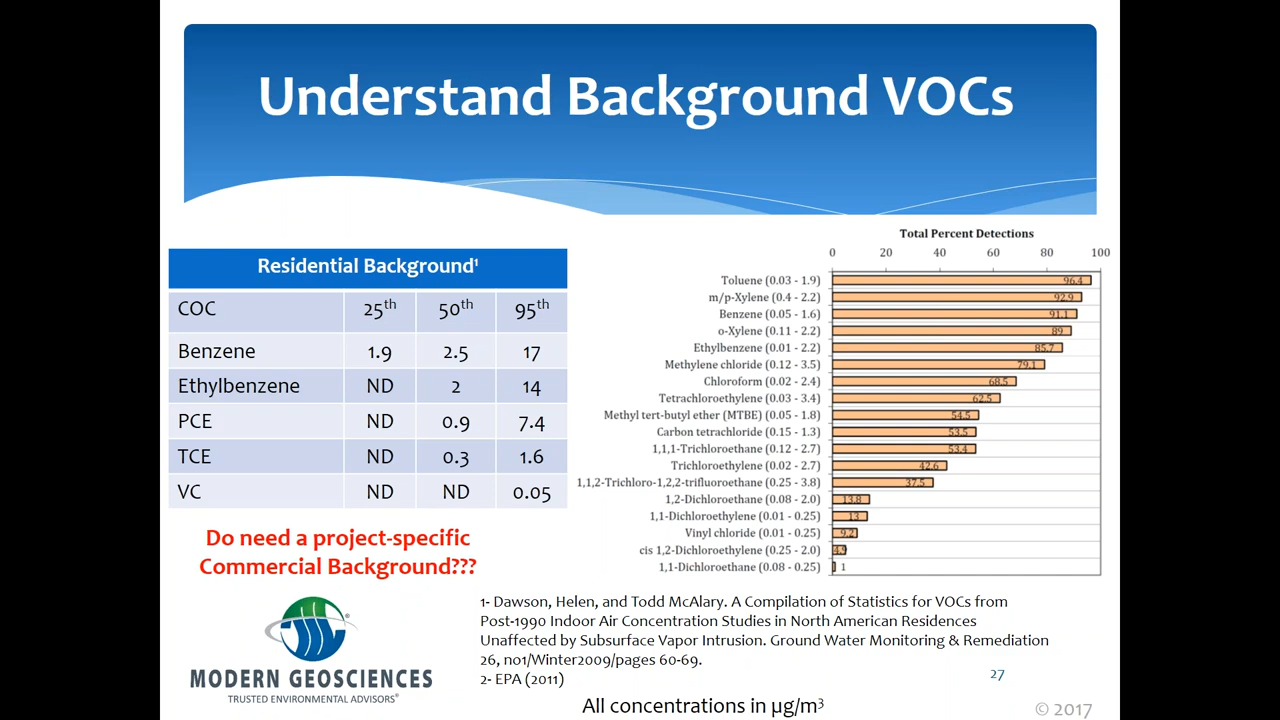 Understand Background VOCs
Residential Background¹
COC 25th 50th 95th
Benzene 1.9 2.5 17
Ethylbenzene ND 2 14
PCE ND 0.9 7.4
TCE ND 0.3 1.6
VC ND ND 0.05
Do need a project-specific
Commercial Background???
Total Percent Detections
0 20 40 60 80 100
Toluene (0.03 - 1.9) 96.4
m/p-Xylene (0.4 - 2.2) 92.9
Benzene (0.05 - 1.6) 91.1
o-Xylene (0.11 - 2.2) 89
Ethylbenzene (0.01 - 2.2) 85.7
Methylene chloride (0.12 - 3.5) 79.1
Chloroform (0.02 - 2.4) 68.5
Tetrachloroethylene (0.03 - 3.4) 62.5
Methyl tert-butyl ether (MTBE) (0.05 - 1.8) 54.5
Carbon tetrachloride (0.15 - 1.3) 53.5
1,1,1-Trichloroethane (0.12 - 2.7) 53.4
Trichloroethylene (0.02 - 2.7) 42.6
1,1,2-Trichloro-1,2,2-trifluoroethane (0.25 - 3.8) 37.5
1,2-Dichloroethane (0.08 - 2.0) 13.8
1,1-Dichloroethylene (0.01 - 0.25) 13
Vinyl chloride (0.01 - 0.25) 9.2
cis 1,2-Dichloroethylene (0.25 - 2.0)
1,1-Dichloroethane (0.08 - 0.25) 1
1- Dawson, Helen, and Todd McAlary. A Compilation of Statistics for VOCs from
Post-1990 Indoor Air Concentration Studies in North American Residences
Unaffected by Subsurface Vapor Intrusion. Ground Water Monitoring & Remediation
26, no1/Winter2009/pages 60-69.
2- EPA (2011)
MODERN GEOSCIENCES
TRUSTED ENVIRONMENTAL ADVISORS®
All concentrations in µg/m³
27
© 2017